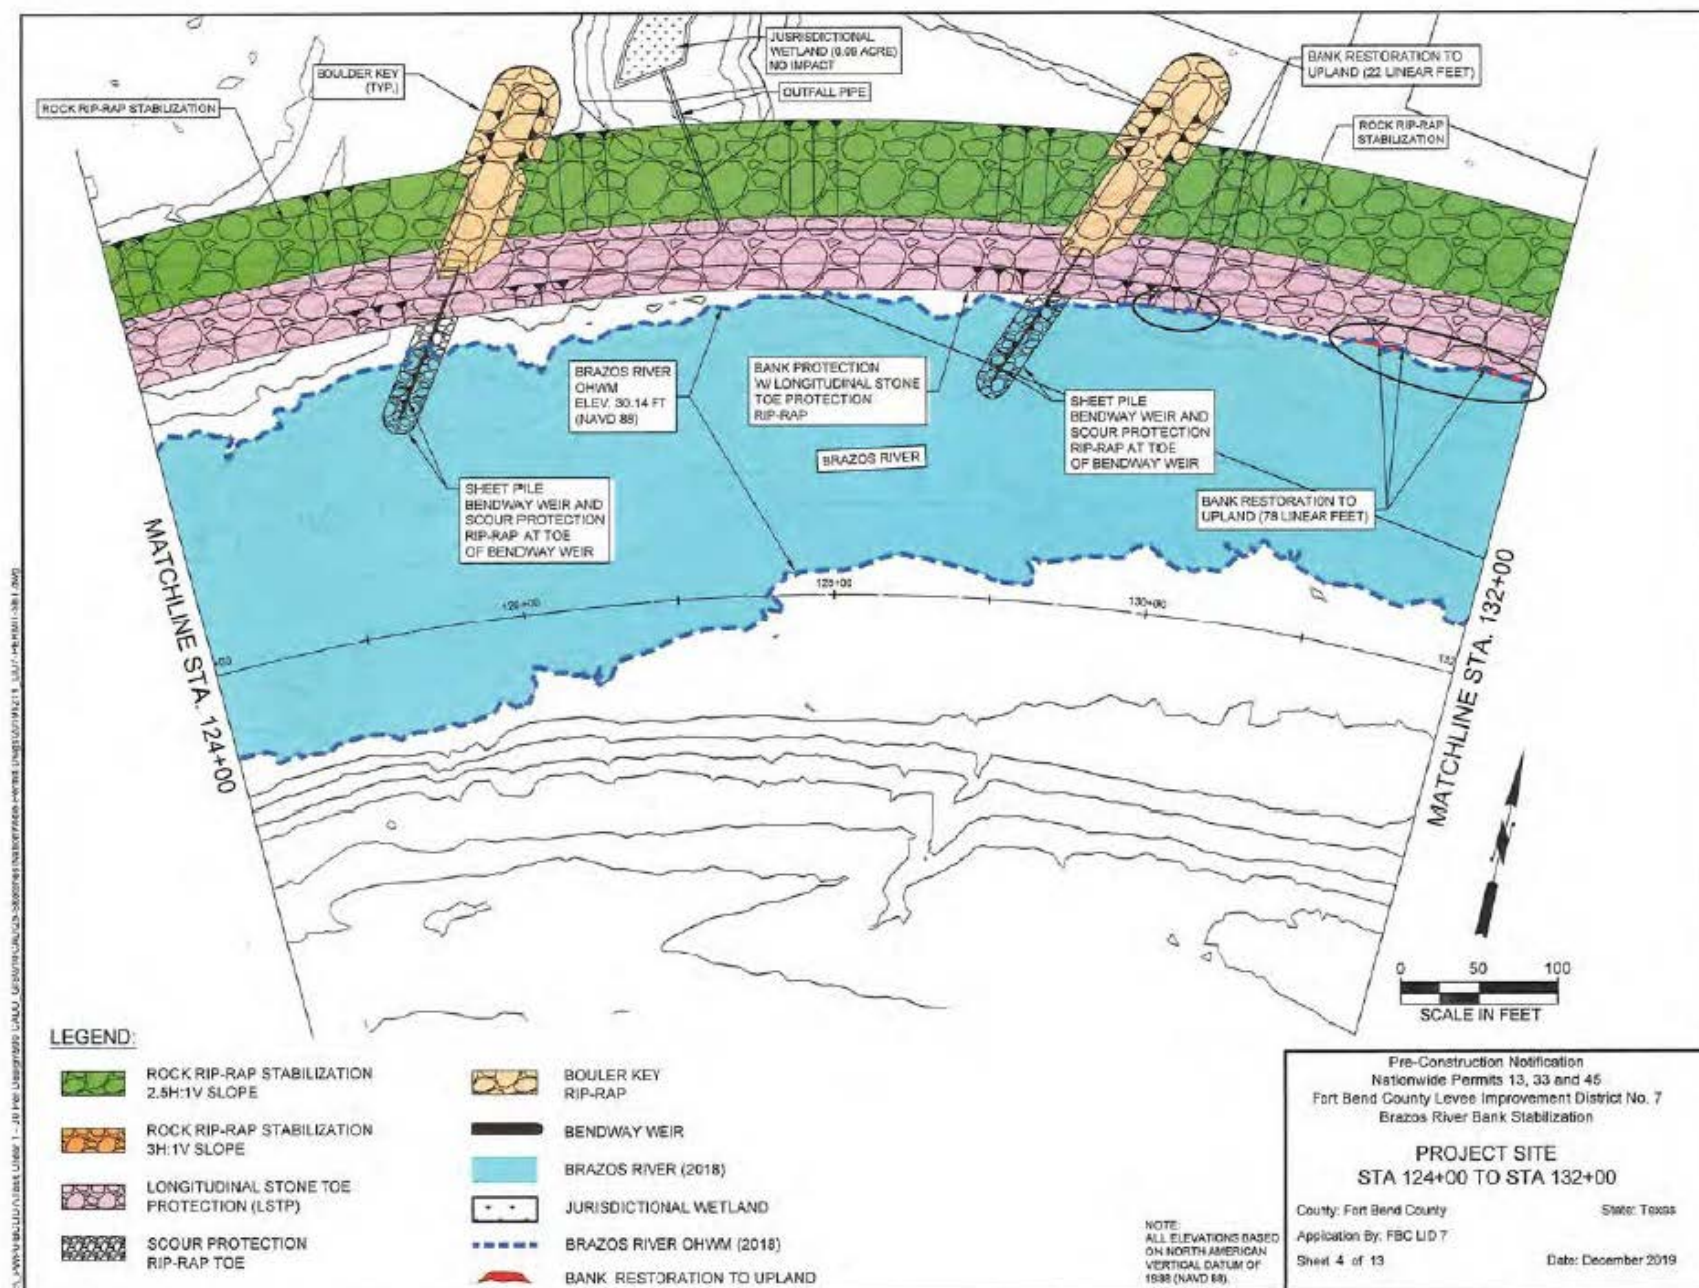 JUSRISDICTIONAL
WETLAND (0.09 ACRE)
NO IMPACT
OUTFALL PIPE
BOULDER KEY
(TYP.)
ROCK RIP-RAP STABILIZATION
BANK RESTORATION TO
UPLAND (22 LINEAR FEET)
ROCK RIP-RAP
STABILIZATION
BRAZOS RIVER
OHWM
ELEV. 30.14 FT
(NAVD 88)
BANK PROTECTION
W/ LONGITUDINAL STONE
TOE PROTECTION
RIP-RAP
BRAZOS RIVER
SHEET PILE
BENDWAY WEIR AND
SCOUR PROTECTION
RIP-RAP AT TOE
OF BENDWAY WEIR
SHEET PILE
BENDWAY WEIR AND
SCOUR PROTECTION
RIP-RAP AT TOE
OF BENDWAY WEIR
BANK RESTORATION TO
UPLAND (78 LINEAR FEET)
MATCHLINE STA. 124+00
MATCHLINE STA. 132+00
130+00
0 50 100
SCALE IN FEET
LEGEND:
ROCK RIP-RAP STABILIZATION
2.5H:1V SLOPE
ROCK RIP-RAP STABILIZATION
3H:1V SLOPE
LONGITUDINAL STONE TOE
PROTECTION (LSTP)
SCOUR PROTECTION
RIP-RAP TOE
BOULER KEY
RIP-RAP
BENDWAY WEIR
BRAZOS RIVER (2018)
JURISDICTIONAL WETLAND
BRAZOS RIVER OHWM (2018)
BANK RESTORATION TO UPLAND
NOTE:
ALL ELEVATIONS BASED
ON NORTH AMERICAN
VERTICAL DATUM OF
1988 (NAVD 88).
Pre-Construction Notification
Nationwide Permits 13, 33 and 45
Fort Bend County Levee Improvement District No. 7
Brazos River Bank Stabilization
PROJECT SITE
STA 124+00 TO STA 132+00
County: Fort Bend County State: Texas
Application By: FBC LID 7
Sheet 4 of 13 Date: December 2019